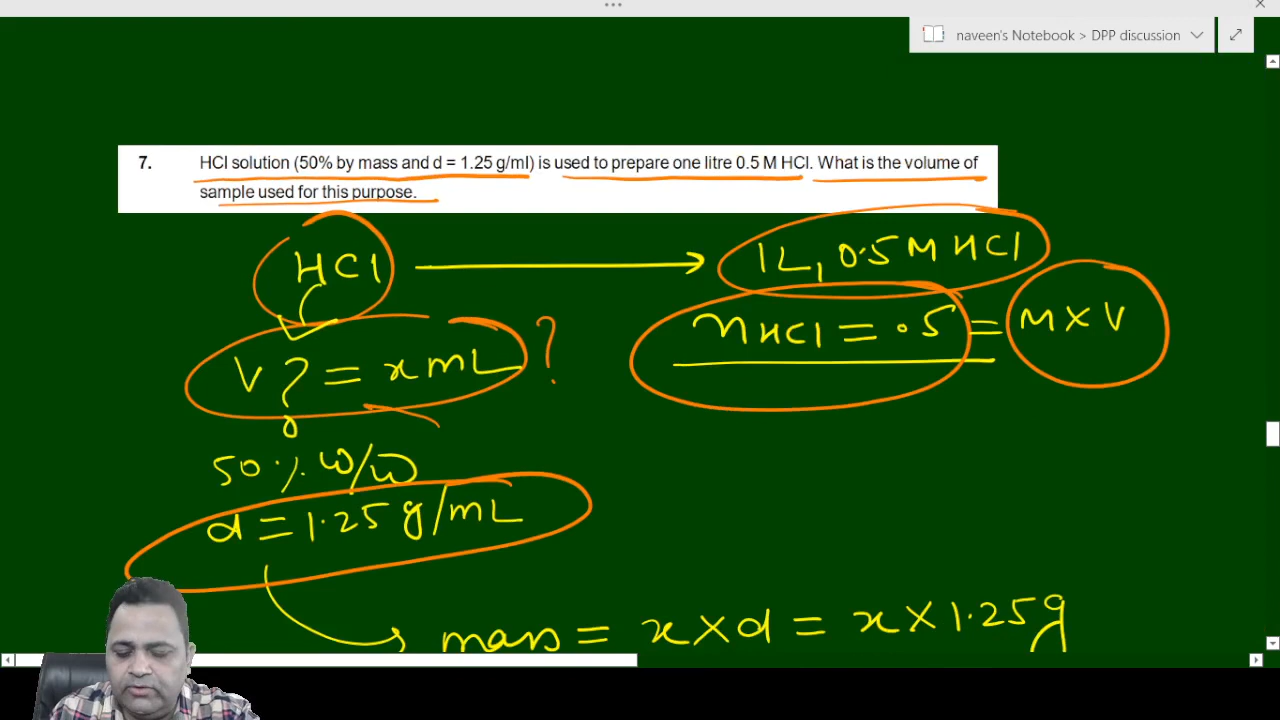 naveen's Notebook > DPP discussion
7. HCl solution (50% by mass and d = 1.25 g/ml) is used to prepare one litre 0.5 M HCl. What is the volume of
sample used for this purpose.
HCl → 1L, 0.5 M HCl
nHCl = .5 = M × V
V ? = x mL ?
50 % w/w
d = 1.25 g/mL
mass = x × d = x × 1.25 g